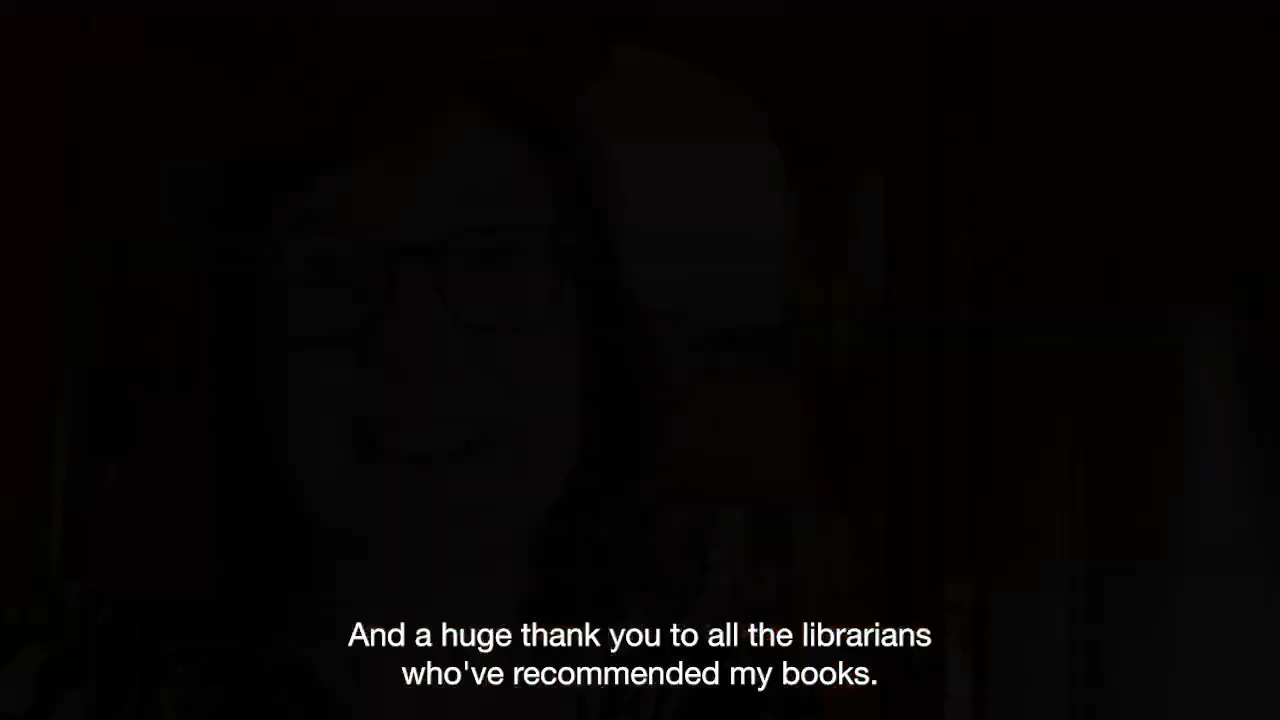 And a huge thank you to all the librarians
who've recommended my books.